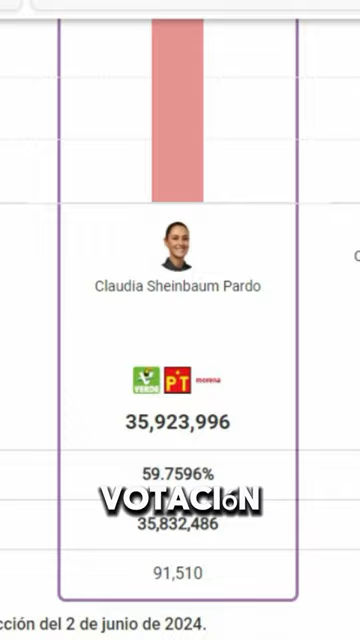 Claudia Sheinbaum Pardo
VERDE PT morena
35,923,996
59.7596%
VOTACIÓN
35,832,486
91,510
cción del 2 de junio de 2024.